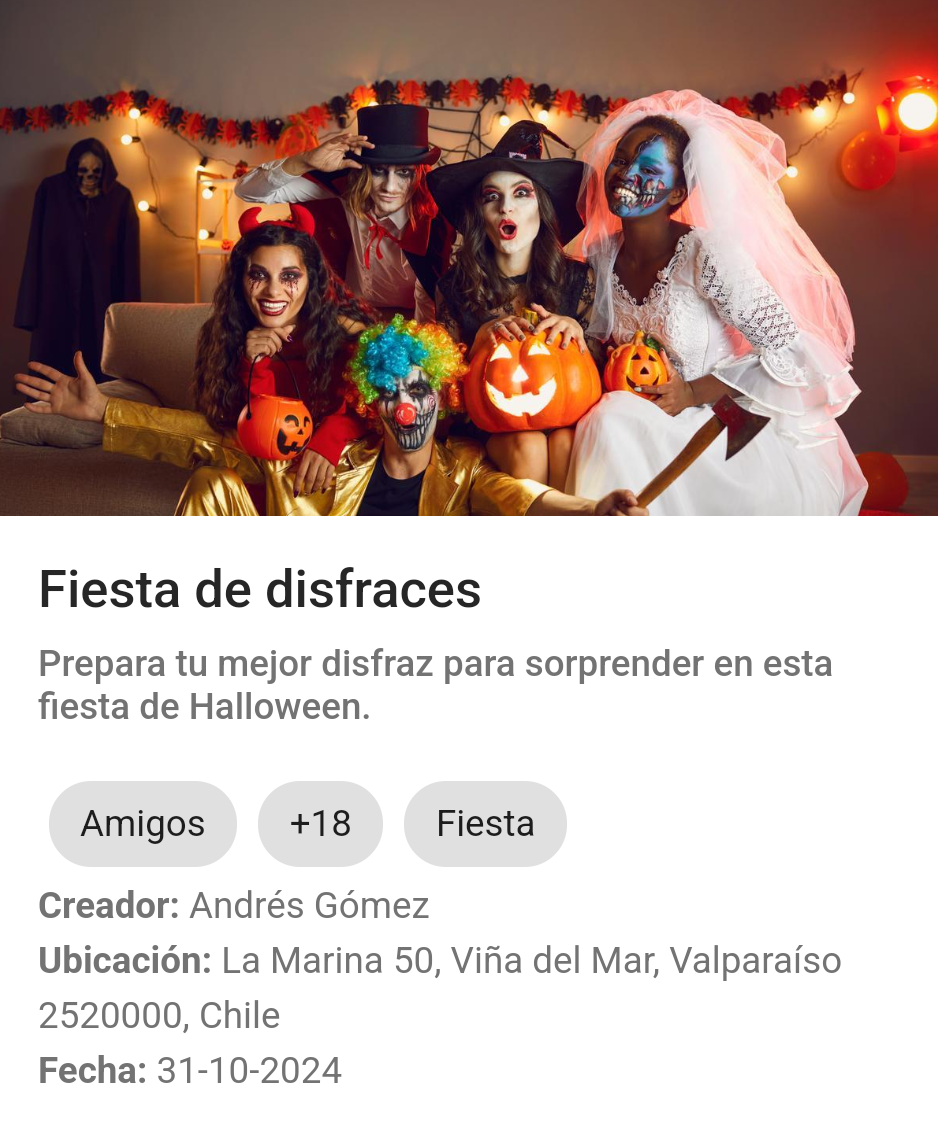 Fiesta de disfraces
Prepara tu mejor disfraz para sorprender en esta
fiesta de Halloween.
Amigos +18 Fiesta
Creador: Andrés Gómez
Ubicación: La Marina 50, Viña del Mar, Valparaíso
2520000, Chile
Fecha: 31-10-2024